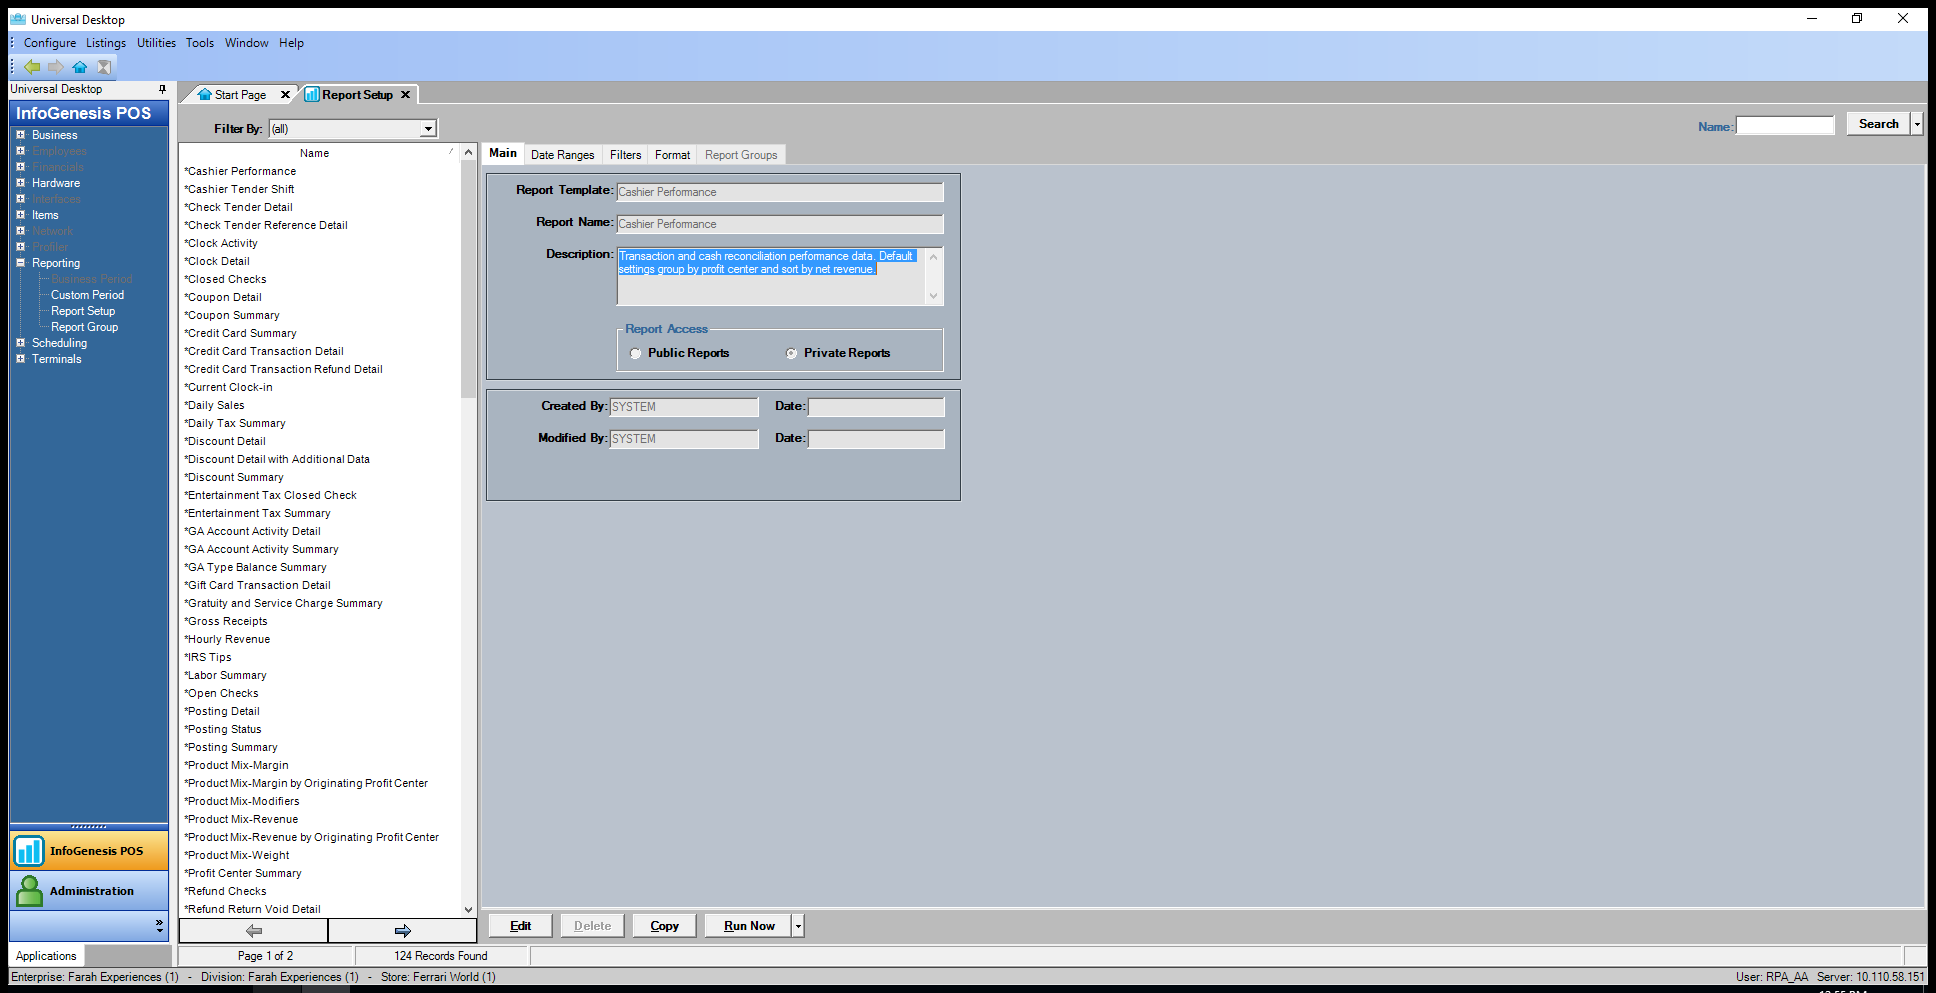 Universal Desktop
Configure Listings Utilities Tools Window Help
Universal Desktop
InfoGenesis POS
Business
Employees
Financials
Hardware
Interfaces
Items
Network
Profiler
Reporting
Business Period
Custom Period
Report Setup
Report Group
Scheduling
Terminals
InfoGenesis POS
Administration
Applications
Start Page
Report Setup
Filter By: (all)
Name: Search
Name
*Cashier Performance
*Cashier Tender Shift
*Check Tender Detail
*Check Tender Reference Detail
*Clock Activity
*Clock Detail
*Closed Checks
*Coupon Detail
*Coupon Summary
*Credit Card Summary
*Credit Card Transaction Detail
*Credit Card Transaction Refund Detail
*Current Clock-in
*Daily Sales
*Daily Tax Summary
*Discount Detail
*Discount Detail with Additional Data
*Discount Summary
*Entertainment Tax Closed Check
*Entertainment Tax Summary
*GA Account Activity Detail
*GA Account Activity Summary
*GA Type Balance Summary
*Gift Card Transaction Detail
*Gratuity and Service Charge Summary
*Gross Receipts
*Hourly Revenue
*IRS Tips
*Labor Summary
*Open Checks
*Posting Detail
*Posting Status
*Posting Summary
*Product Mix-Margin
*Product Mix-Margin by Originating Profit Center
*Product Mix-Modifiers
*Product Mix-Revenue
*Product Mix-Revenue by Originating Profit Center
*Product Mix-Weight
*Profit Center Summary
*Refund Checks
*Refund Return Void Detail
Page 1 of 2
124 Records Found
Main Date Ranges Filters Format Report Groups
Report Template: Cashier Performance
Report Name: Cashier Performance
Description: Transaction and cash reconciliation performance data. Default
settings group by profit center and sort by net revenue.
Report Access
Public Reports Private Reports
Created By: SYSTEM Date:
Modified By: SYSTEM Date:
Edit Delete Copy Run Now
Enterprise: Farah Experiences (1) - Division: Farah Experiences (1) - Store: Ferrari World (1)
User: RPA_AA Server: 10.110.58.151